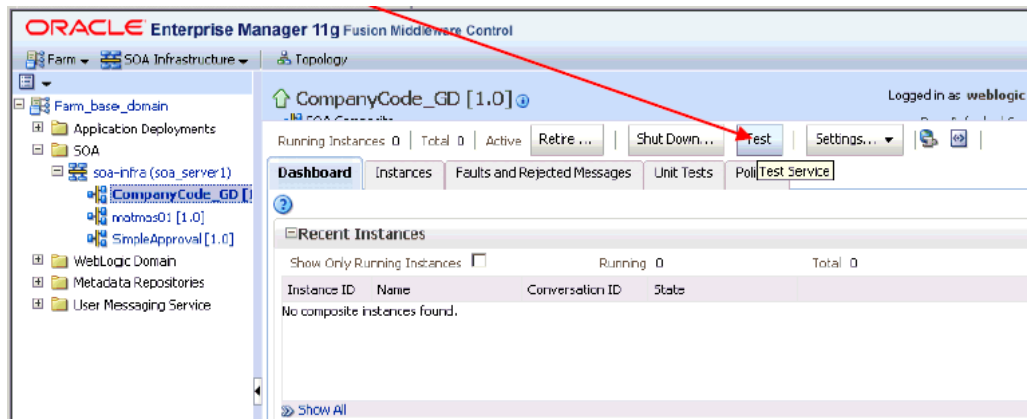 ORACLE Enterprise Manager 11g Fusion Middleware Control
Farm SOA Infrastructure Topology
Farm_base_domain
Application Deployments
SOA
soa-infra (soa_server1)
CompanyCode_GD [1
matmas01 [1.0]
SimpleApproval [1.0]
WebLogic Domain
Metadata Repositories
User Messaging Service
CompanyCode_GD [1.0] Logged in as weblogic
Running Instances 0 Total 0 Active Retire ... Shut Down... Test Settings...
Dashboard Instances Faults and Rejected Messages Unit Tests Poli
Test Service
Recent Instances
Show Only Running Instances Running 0 Total 0
Instance ID Name Conversation ID State
No composite instances found.
Show All